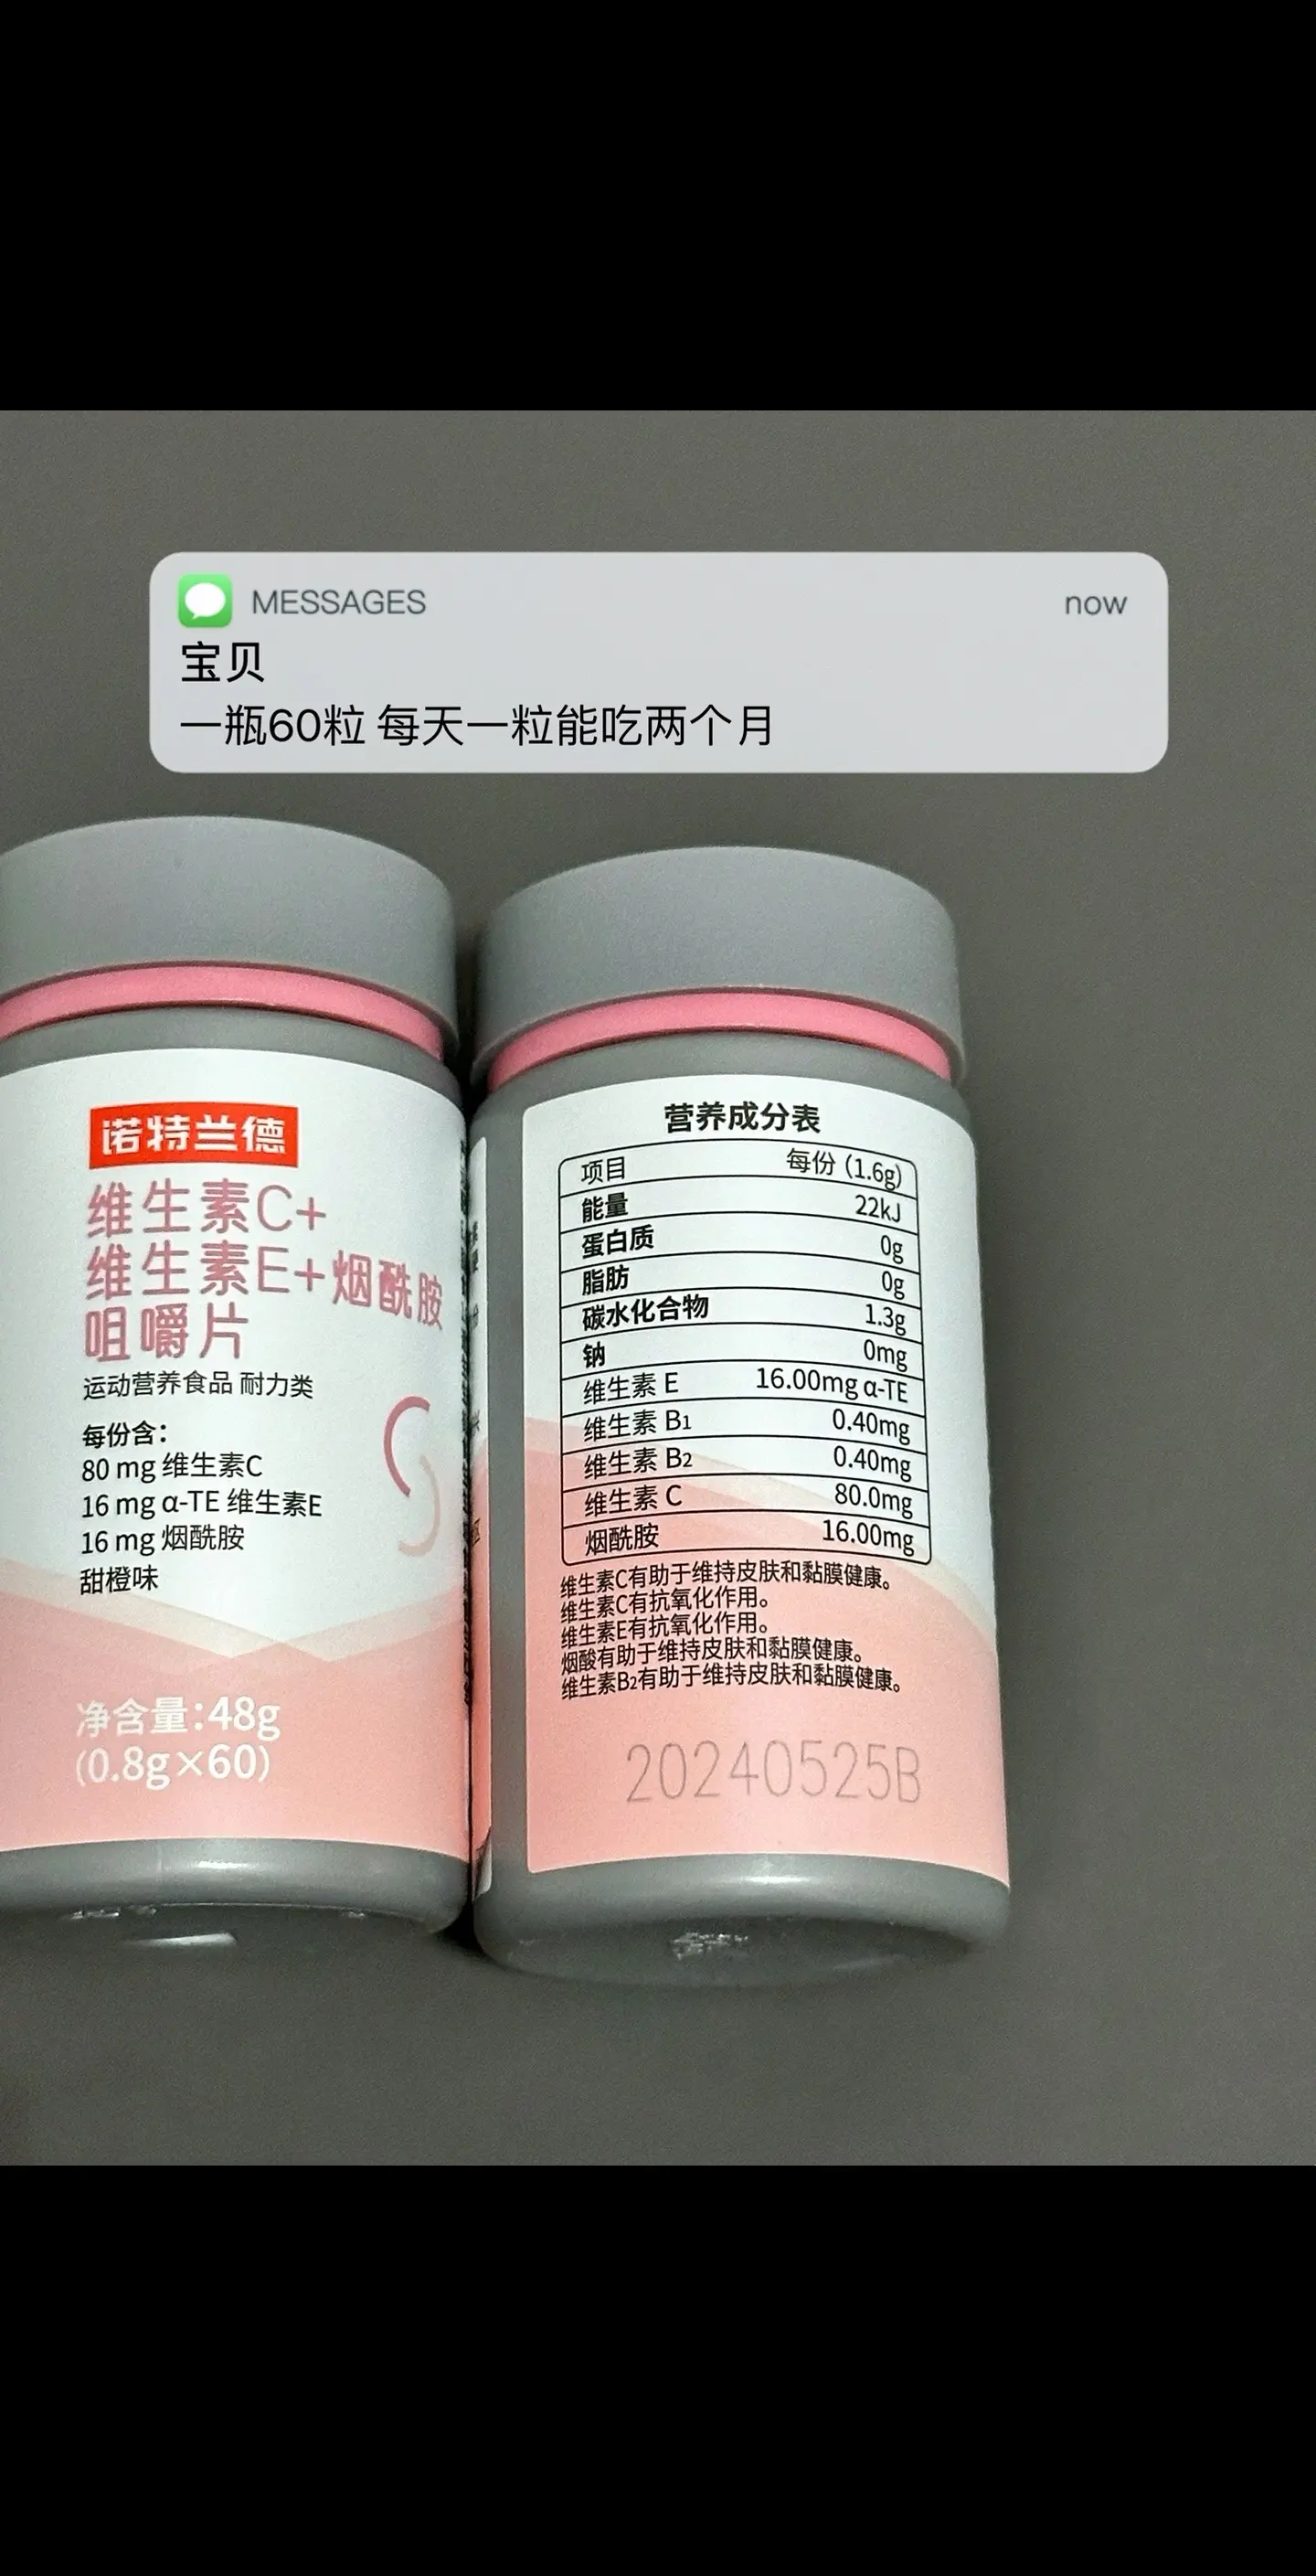 MESSAGES now
宝贝
一瓶60粒 每天一粒能吃两个月
诺特兰德
维生素C+
维生素E+烟酰胺
咀嚼片
运动营养食品 耐力类
每份含:
80 mg 维生素C
16 mg α-TE 维生素E
16 mg 烟酰胺
甜橙味
净含量:48g
(0.8g×60)
营养成分表
项目 每份 (1.6g)
能量 22kJ
蛋白质 0g
脂肪 0g
碳水化合物 1.3g
钠 0mg
维生素 E 16.00mg α-TE
维生素 B1 0.40mg
维生素 B2 0.40mg
维生素 C 80.0mg
烟酰胺 16.00mg
维生素C有助于维持皮肤和黏膜健康。
维生素C有抗氧化作用。
维生素E有抗氧化作用。
烟酸有助于维持皮肤和黏膜健康。
维生素B2有助于维持皮肤和黏膜健康。
20240525B